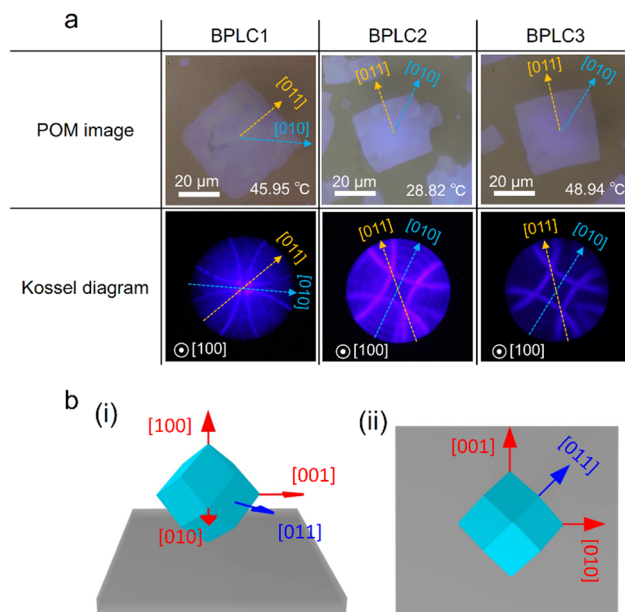 a
BPLC1 BPLC2 BPLC3
POM image
[011] [010] 20 μm 45.95 ℃
[011] [010] 20 μm 28.82 ℃
[011] [010] 20 μm 48.94 ℃
Kossel diagram
[011] [010] [100]
[011] [010] [100]
[011] [010] [100]
b
(i)
[100]
[001]
[010]
[011]
(ii)
[001]
[011]
[010]